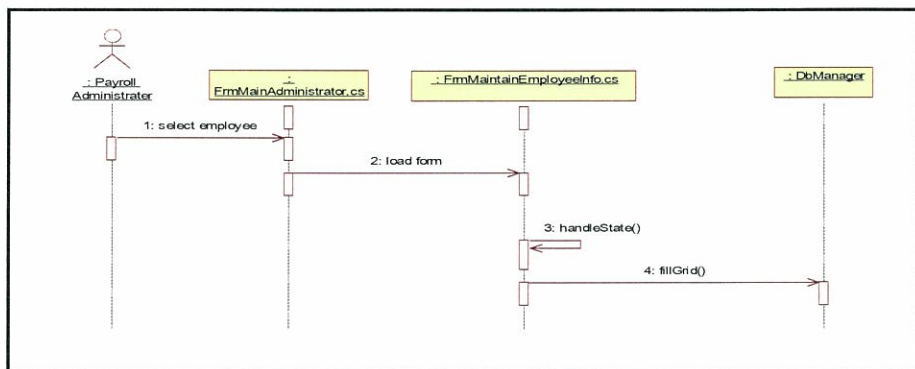 : Payroll
Administrater
:
FrmMainAdministrator.cs
: FrmMaintainEmployeeInfo.cs
: DbManager
1: select employee
2: load form
3: handleState()
4: fillGrid()